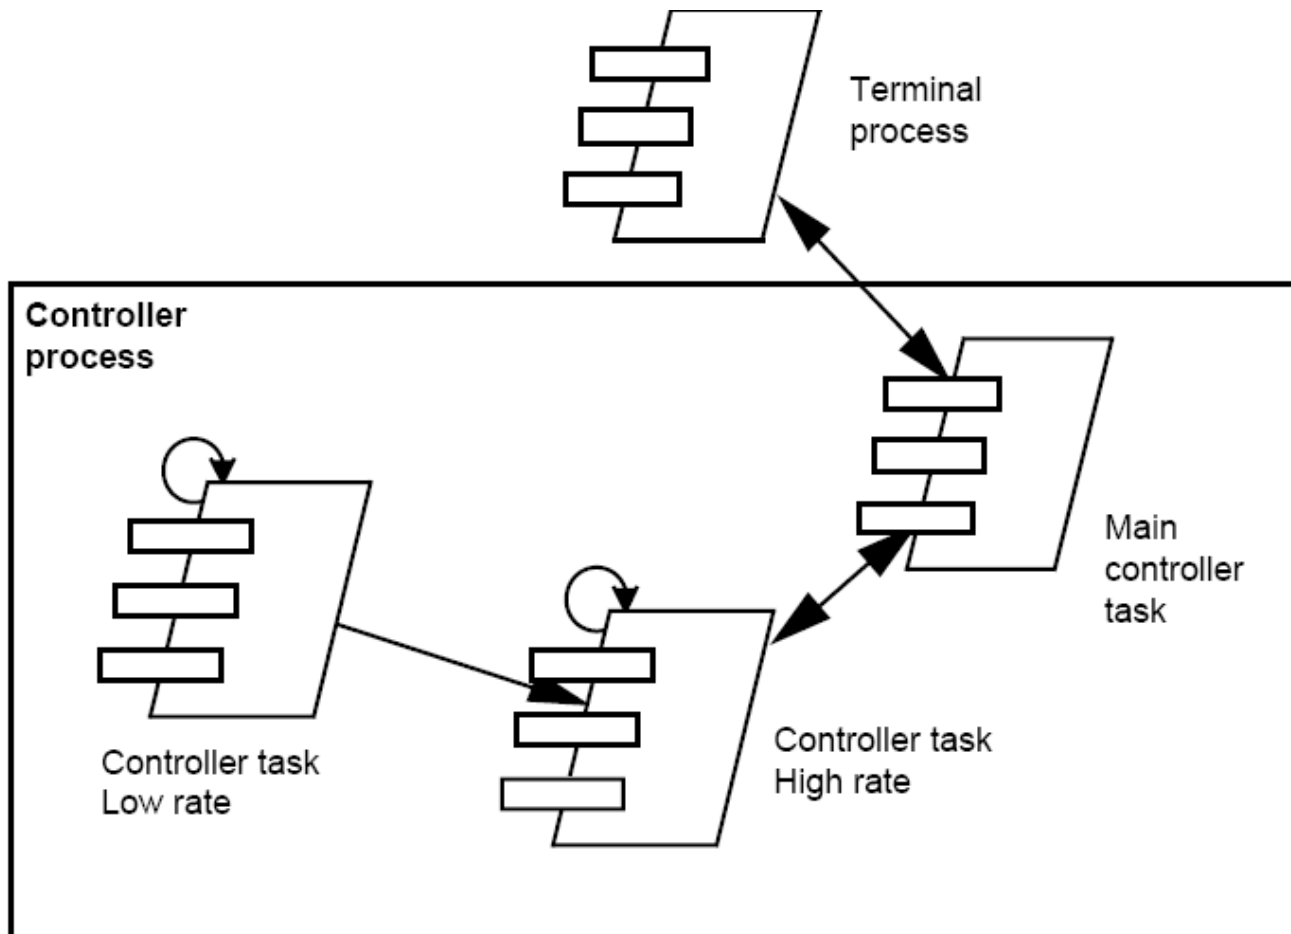 Terminal
process
Controller
process
Main
controller
task
Controller task
High rate
Controller task
Low rate